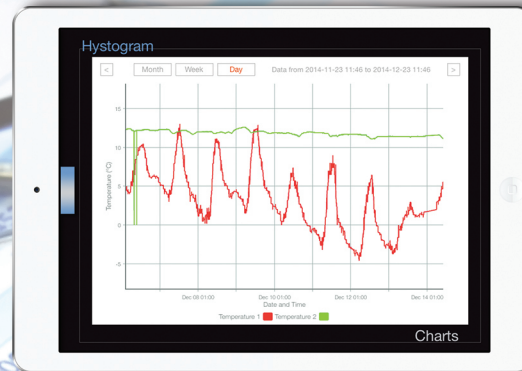 Hystogram
< Month Week Day Data from 2014-11-23 11:46 to 2014-12-23 11:46 >
15
10
5
0
-5
Temperature (°C)
Dec 08 01:00 Dec 10 01:00 Dec 12 01:00 Dec 14 01:00
Date and Time
Temperature 1 Temperature 2
Charts